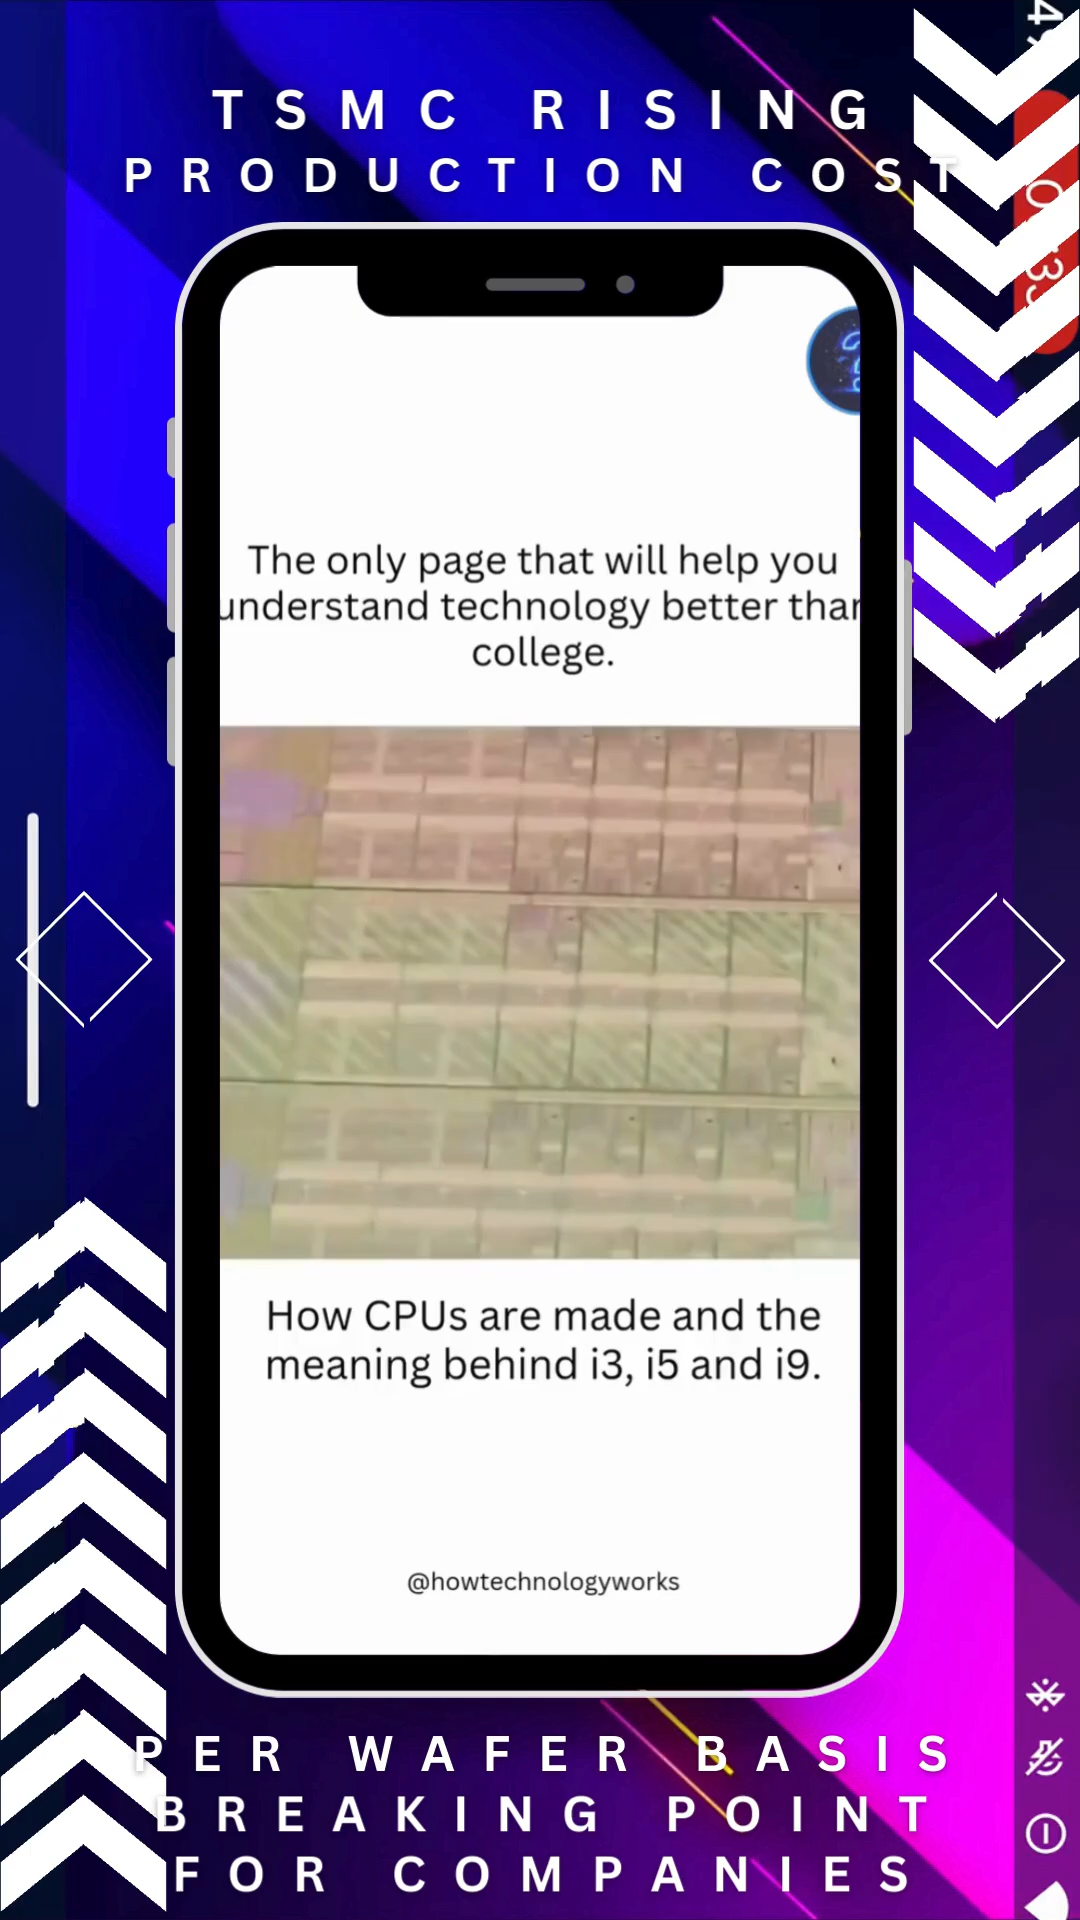 TSMC RISING
PRODUCTION COST
The only page that will help you
understand technology better than
college.
How CPUs are made and the
meaning behind i3, i5 and i9.
@howtechnologyworks
PER WAFER BASIS
BREAKING POINT
FOR COMPANIES